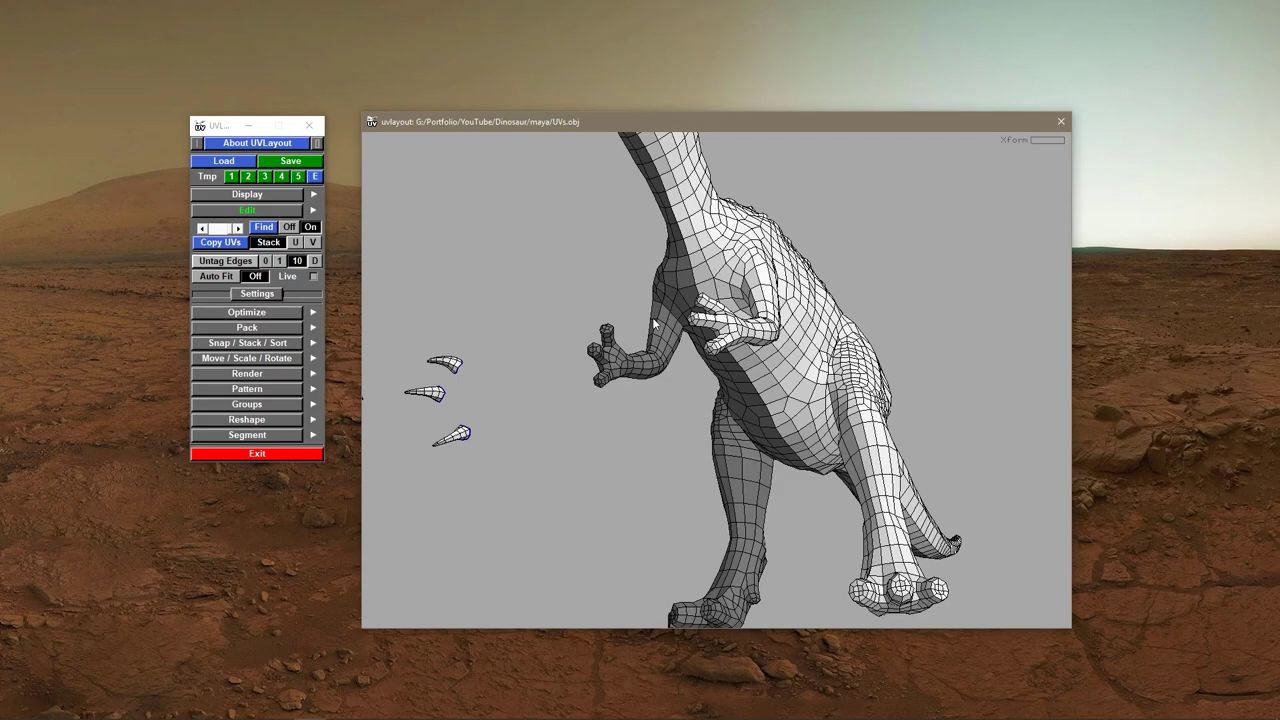 UVL...
About UVLayout
Load Save
Tmp 1 2 3 4 5 E
Display
Edit
Find Off On
Copy UVs Stack U V
Untag Edges 0 1 10 D
Auto Fit Off Live
Settings
Optimize
Pack
Snap / Stack / Sort
Move / Scale / Rotate
Render
Pattern
Groups
Reshape
Segment
Exit
uvlayout: G:/Portfolio/YouTube/Dinosaur/maya/UVs.obj
Xform